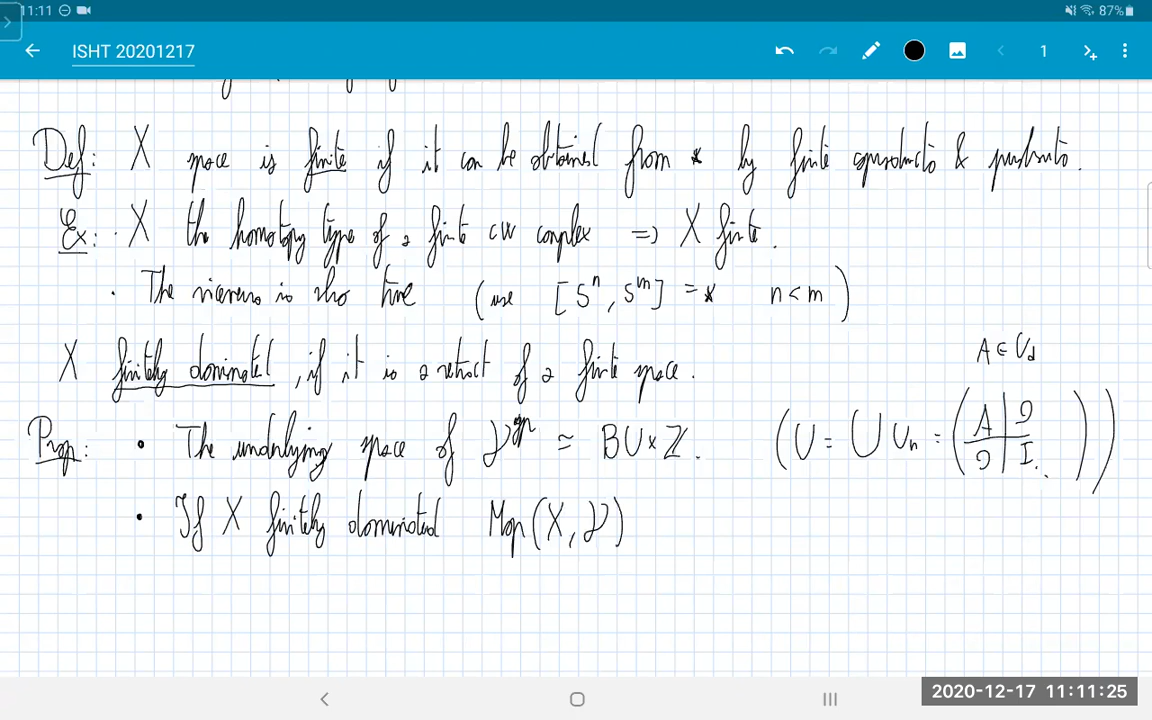 11:11 87%
ISHT 20201217 1
Def: X space is finite if it can be obtained from * by finite coproducts & pushouts.
Ex: · X the homotopy type of a finite CW complex => X finite.
· The viceversa is also true (use [S^n, S^m] = * n < m)
X finitely dominated, if it is a retract of a finite space.
A ∈ U_d
Prop: • The underlying space of 𝒱^gp ≃ BU × ℤ. (U = ⋃ U_n = (A | 0 / 0 | I ⋱))
• If X finitely dominated Map(X, 𝒱)
2020-12-17 11:11:25